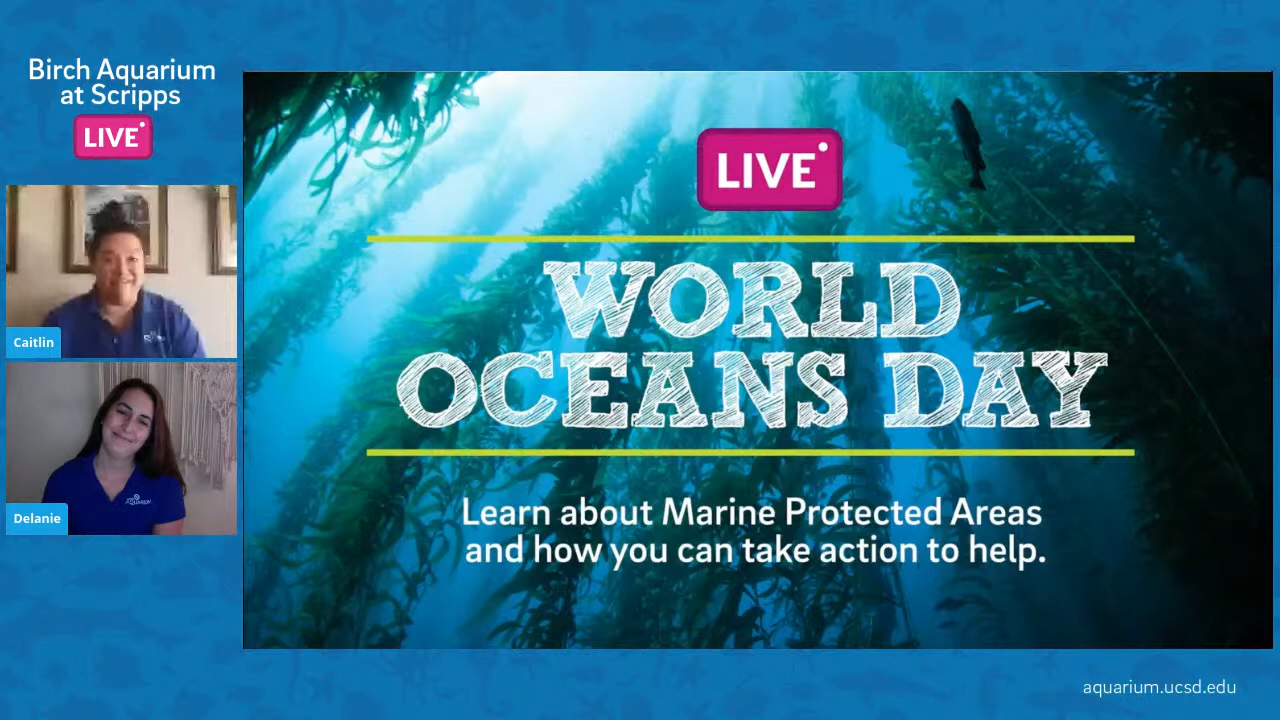 Birch Aquarium
at Scripps
LIVE
Caitlin
Delanie
LIVE
WORLD
OCEANS DAY
Learn about Marine Protected Areas
and how you can take action to help.
aquarium.ucsd.edu